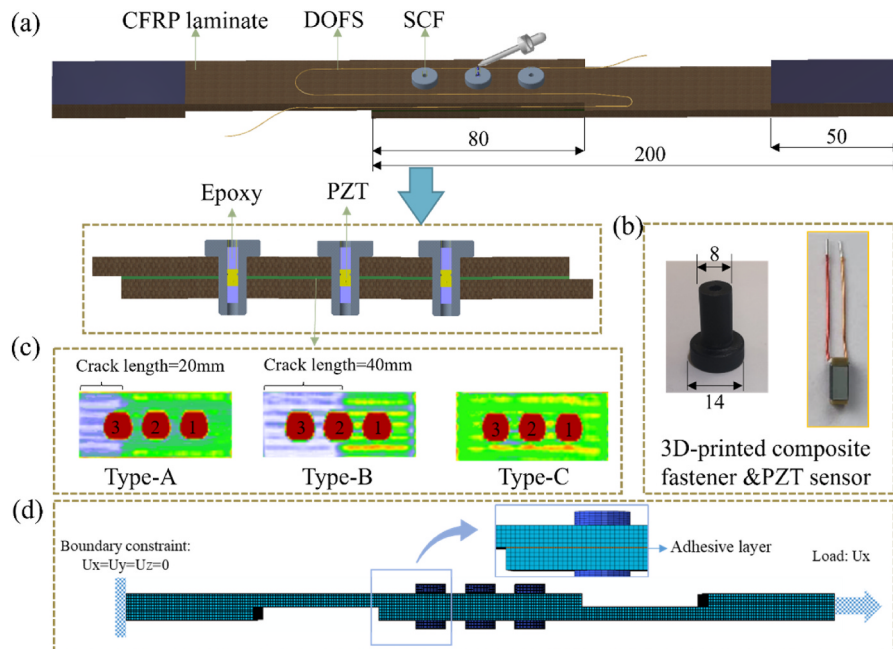 (a)
CFRP laminate
DOFS
SCF
80
50
200
Epoxy
PZT
(b)
8
14
3D-printed composite
fastener &PZT sensor
(c)
Crack length=20mm
Crack length=40mm
3 2 1
3 2 1
3 2 1
Type-A
Type-B
Type-C
(d)
Boundary constraint:
Ux=Uy=Uz=0
Adhesive layer
Load: Ux